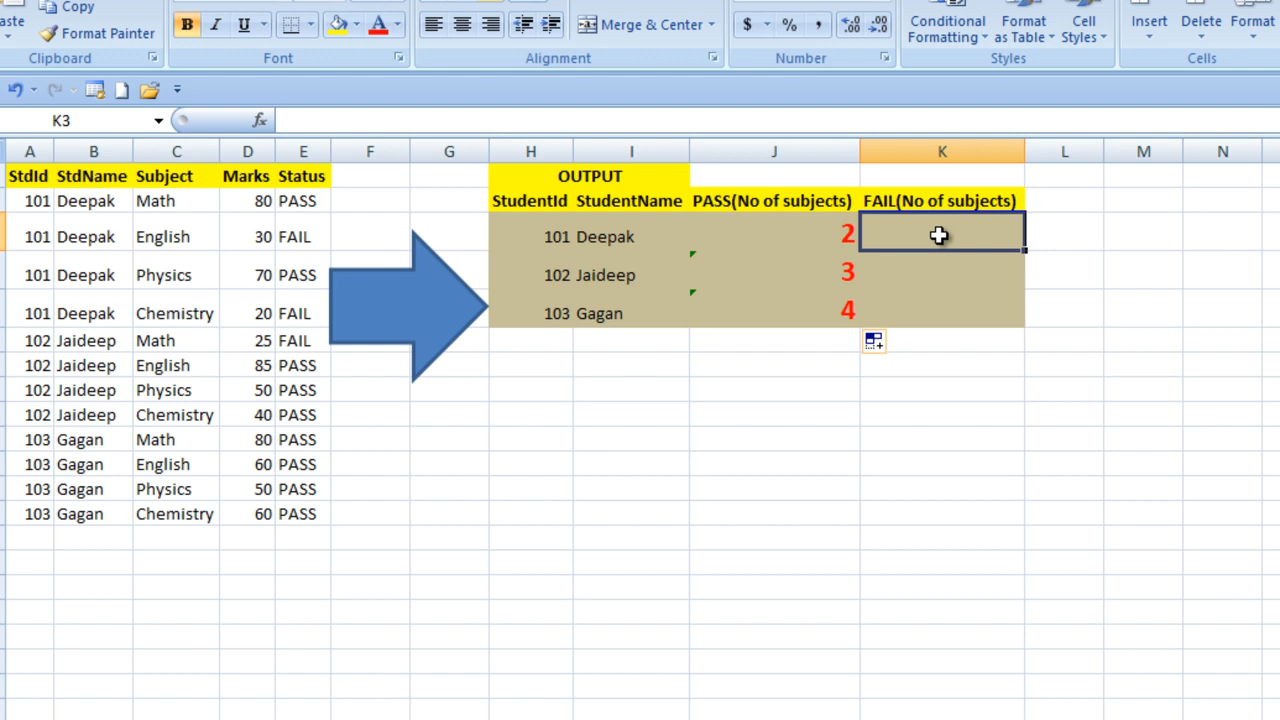 Copy
aste
Format Painter
B I U A
Merge & Center
$ % ,
Conditional Formatting
Format as Table
Cell Styles
Insert Delete Format
Clipboard Font Alignment Number Styles Cells
K3 fx
A B C D E F G H I J K L M N
StdId StdName Subject Marks Status OUTPUT
101 Deepak Math 80 PASS StudentId StudentName PASS(No of subjects) FAIL(No of subjects)
101 Deepak English 30 FAIL 101 Deepak 2
101 Deepak Physics 70 PASS 102 Jaideep 3
101 Deepak Chemistry 20 FAIL 103 Gagan 4
102 Jaideep Math 25 FAIL
102 Jaideep English 85 PASS
102 Jaideep Physics 50 PASS
102 Jaideep Chemistry 40 PASS
103 Gagan Math 80 PASS
103 Gagan English 60 PASS
103 Gagan Physics 50 PASS
103 Gagan Chemistry 60 PASS